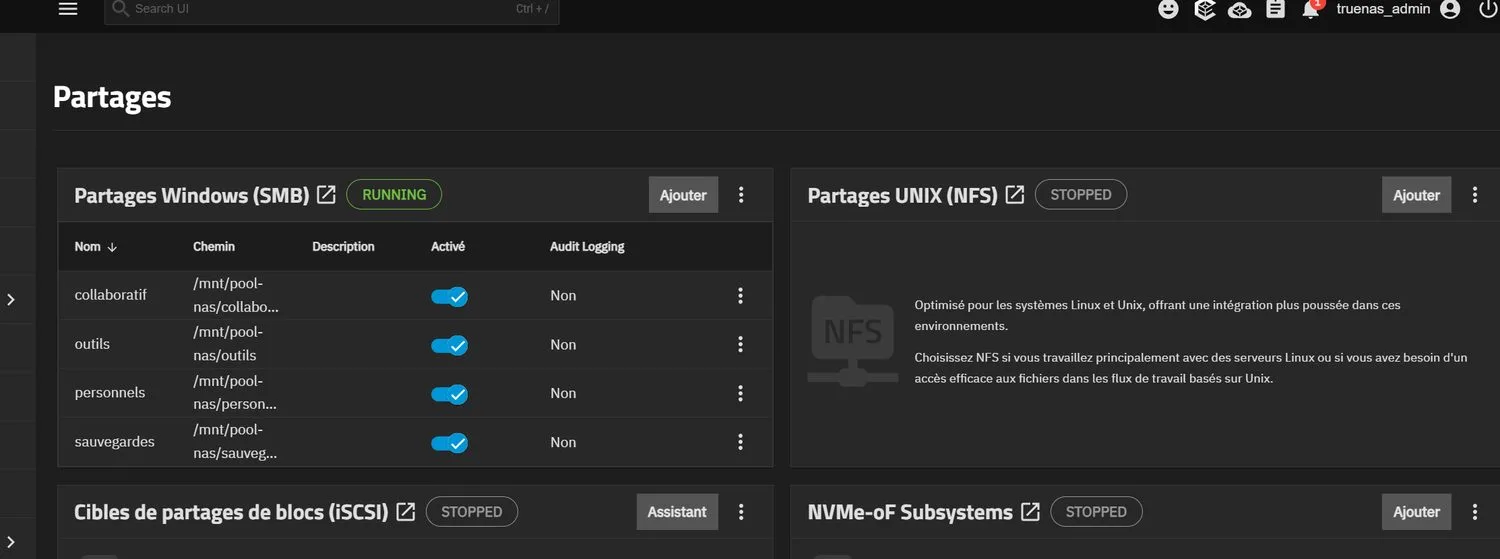 Search UI
Ctrl + /
1
truenas_admin
Partages
Partages Windows (SMB)
RUNNING
Ajouter
Nom
Chemin
Description
Activé
Audit Logging
collaboratif
/mnt/pool-
nas/collabo...
Non
outils
/mnt/pool-
nas/outils
Non
personnels
/mnt/pool-
nas/person...
Non
sauvegardes
/mnt/pool-
nas/sauveg...
Non
Partages UNIX (NFS)
STOPPED
Ajouter
NFS
Optimisé pour les systèmes Linux et Unix, offrant une intégration plus poussée dans ces
environnements.
Choisissez NFS si vous travaillez principalement avec des serveurs Linux ou si vous avez besoin d'un
accès efficace aux fichiers dans les flux de travail basés sur Unix.
Cibles de partages de blocs (iSCSI)
STOPPED
Assistant
NVMe-oF Subsystems
STOPPED
Ajouter